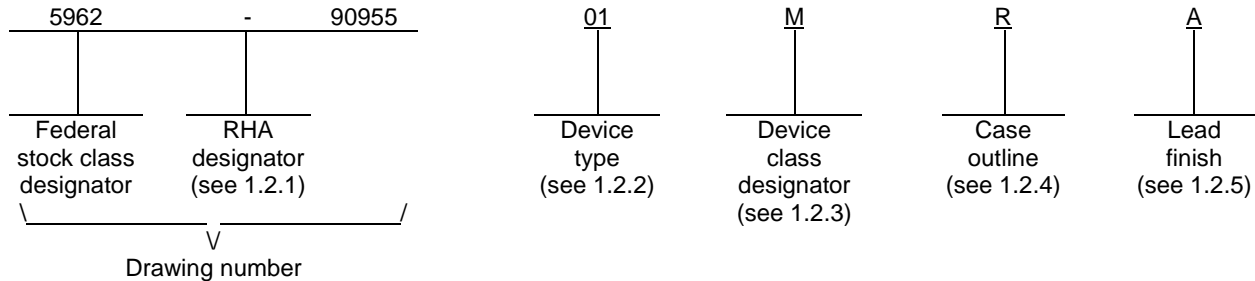 5962 - 90955 01 M R A
Federal stock class designator
RHA designator (see 1.2.1)
Device type (see 1.2.2)
Device class designator (see 1.2.3)
Case outline (see 1.2.4)
Lead finish (see 1.2.5)
Drawing number